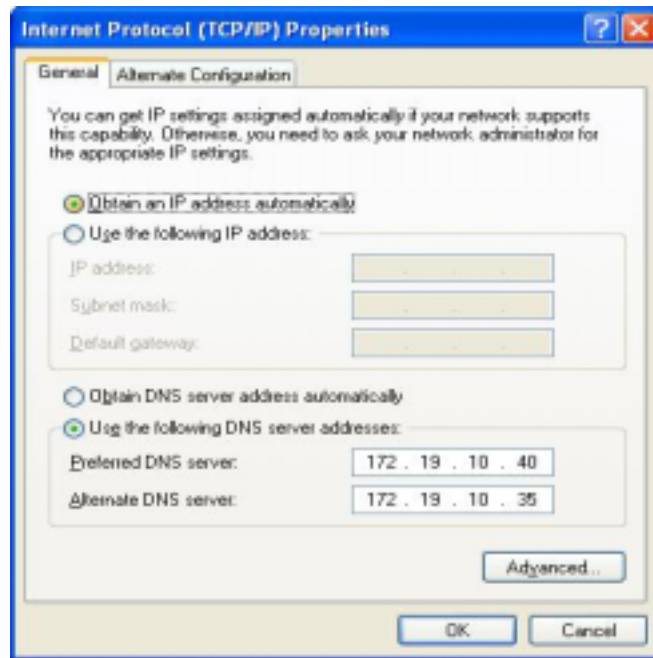 Internet Protocol (TCP/IP) Properties
General
Alternate Configuration
You can get IP settings assigned automatically if your network supports
this capability. Otherwise, you need to ask your network administrator for
the appropriate IP settings.
Obtain an IP address automatically
Use the following IP address:
IP address:
Subnet mask:
Default gateway:
Obtain DNS server address automatically
Use the following DNS server addresses:
Preferred DNS server: 172 . 19 . 10 . 40
Alternate DNS server: 172 . 19 . 10 . 35
Advanced...
OK Cancel